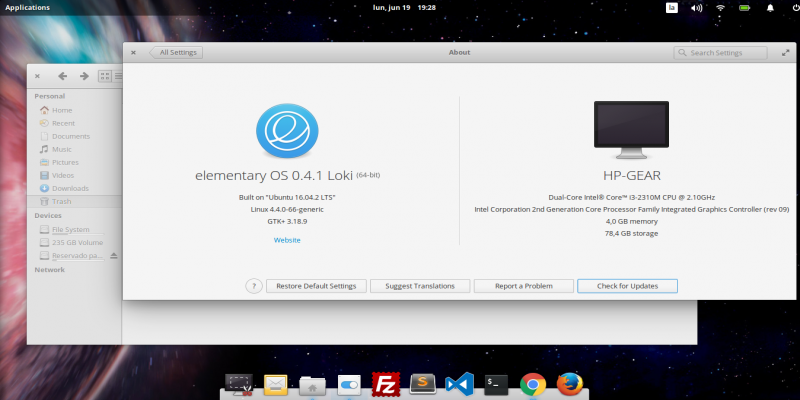 Applications
lun, jun 19 19:28
la
All Settings
About
Search Settings
Personal
Home
Recent
Documents
Music
Pictures
Videos
Downloads
Trash
Devices
File System
235 GB Volume
Reservado pa...
Network
elementary OS 0.4.1 Loki (64-bit)
Built on "Ubuntu 16.04.2 LTS"
Linux 4.4.0-66-generic
GTK+ 3.18.9
Website
HP-GEAR
Dual-Core Intel® Core™ i3-2310M CPU @ 2.10GHz
Intel Corporation 2nd Generation Core Processor Family Integrated Graphics Controller (rev 09)
4,0 GB memory
78,4 GB storage
?
Restore Default Settings
Suggest Translations
Report a Problem
Check for Updates
Fz
S
$_